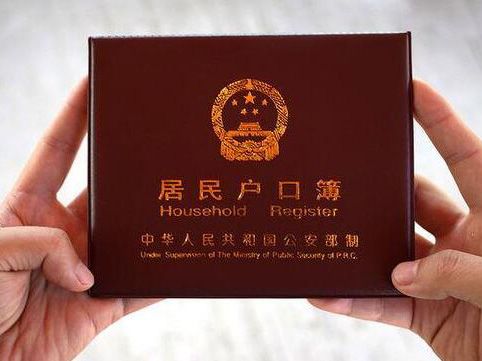 居民户口簿
Household Register
中华人民共和国公安部制
Under Supervision of The Ministry of Public Security of P.R.C.